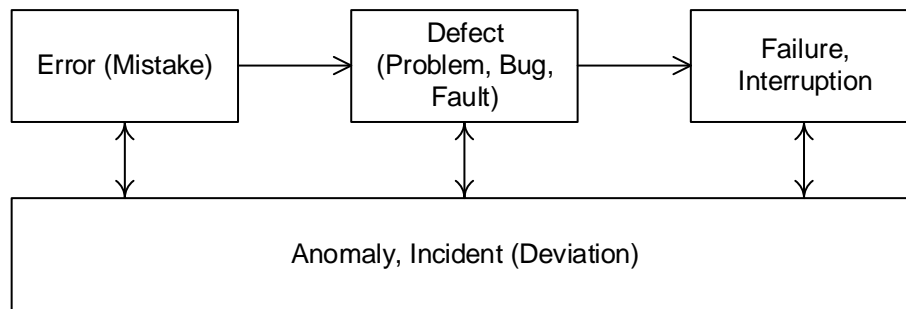 Error (Mistake)
Defect
(Problem, Bug,
Fault)
Failure,
Interruption
Anomaly, Incident (Deviation)